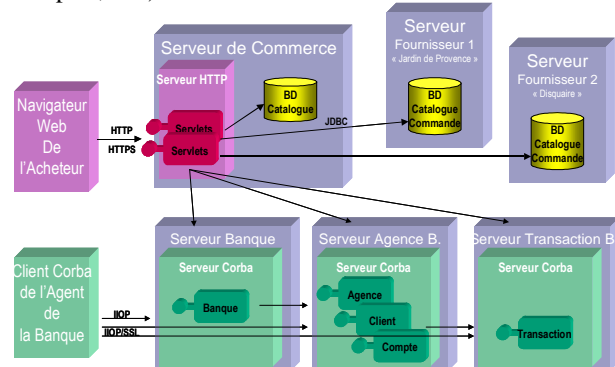 Serveur de Commerce
Serveur HTTP
Serveur
Fournisseur 1
« Jardin de Provence »
Serveur
Fournisseur 2
« Disquaire »
Navigateur
Web
De
l'Acheteur
HTTP
HTTPS
Servlets
Servlets
BD
Catalogue
JDBC
BD
Catalogue
Commande
BD
Catalogue
Commande
Serveur Banque
Serveur Agence B.
Serveur Transaction B
Client Corba
de l'Agent
de
la Banque
IIOP
IIOP/SSL
Serveur Corba
Banque
Serveur Corba
Agence
Client
Compte
Serveur Corba
Transaction